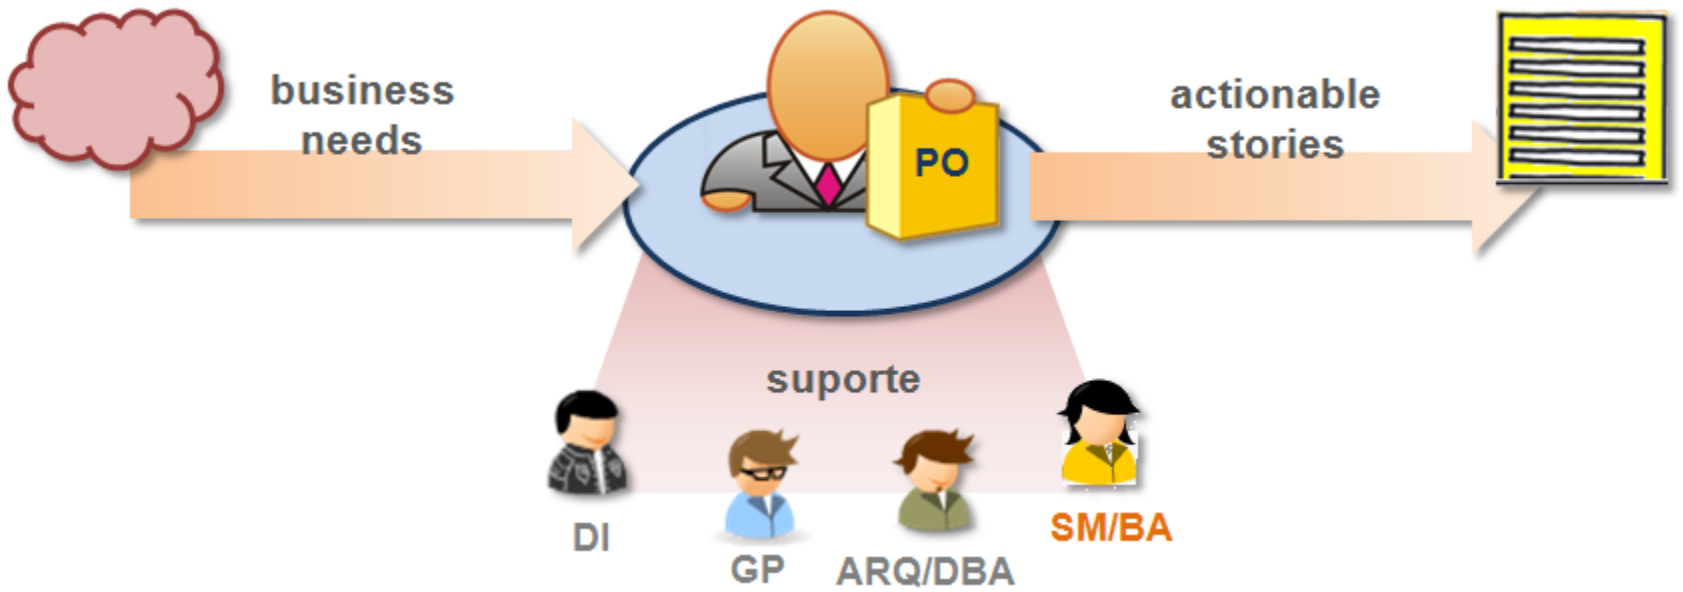 business
needs
PO
actionable
stories
suporte
DI
GP
ARQ/DBA
SM/BA